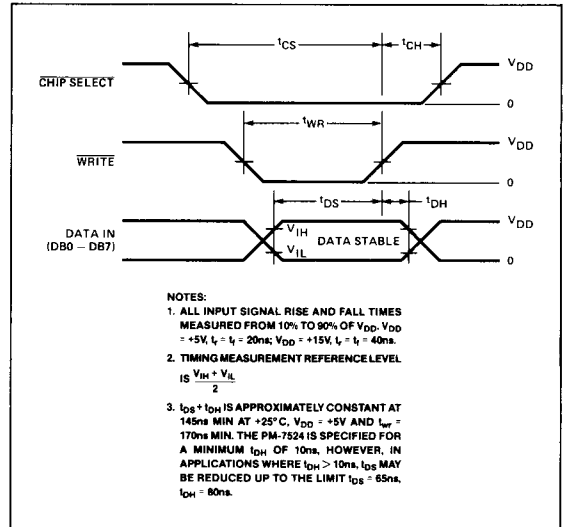 tCS
tCH
VDD
CHIP SELECT
0
tWR
VDD
WRITE
0
tDS
tDH
VDD
VIH
DATA IN
(DB0 – DB7)
DATA STABLE
VIL
0
NOTES:
1. ALL INPUT SIGNAL RISE AND FALL TIMES
MEASURED FROM 10% TO 90% OF VDD. VDD
= +5V, tr = tf = 20ns; VDD = +15V, tr = tf = 40ns.
2. TIMING MEASUREMENT REFERENCE LEVEL
IS VIH + VIL
2
3. tDS + tDH IS APPROXIMATELY CONSTANT AT
145ns MIN AT +25°C, VDD = +5V AND twr =
170ns MIN. THE PM-7524 IS SPECIFIED FOR
A MINIMUM tDH OF 10ns, HOWEVER, IN
APPLICATIONS WHERE tDH > 10ns, tDS MAY
BE REDUCED UP TO THE LIMIT tDS = 65ns,
tDH = 80ns.